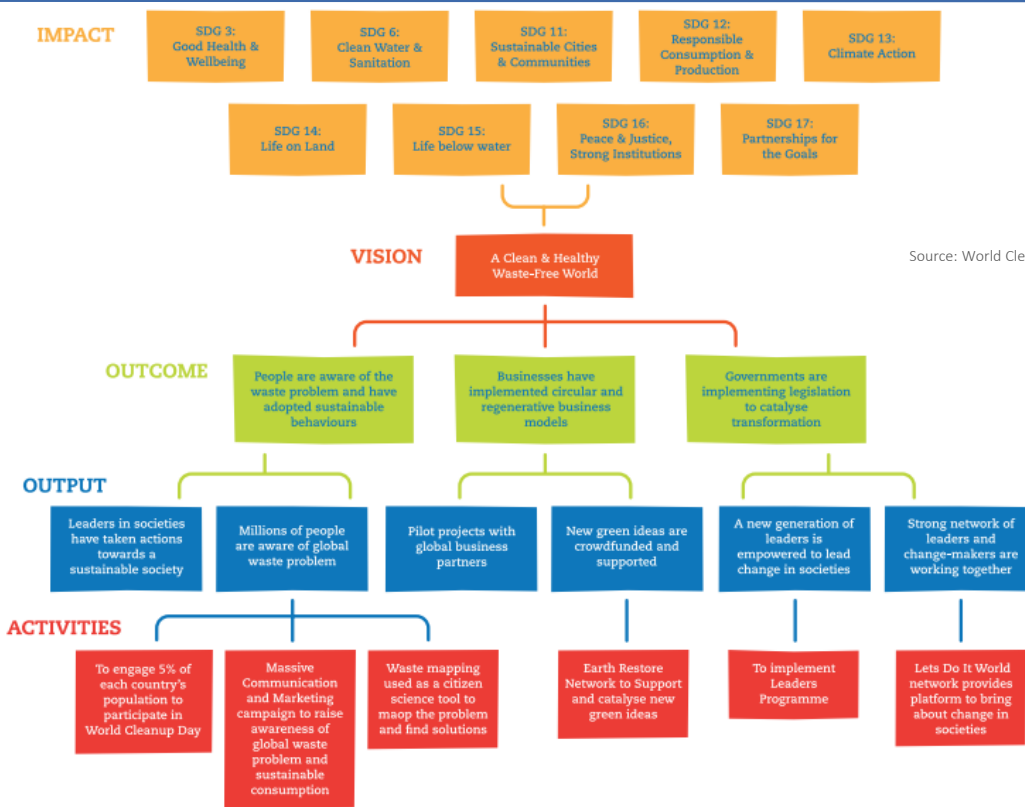 IMPACT
SDG 3:
Good Health &
Wellbeing
SDG 6:
Clean Water &
Sanitation
SDG 11:
Sustainable Cities
& Communities
SDG 12:
Responsible
Consumption &
Production
SDG 13:
Climate Action
SDG 14:
Life on Land
SDG 15:
Life below water
SDG 16:
Peace & Justice,
Strong Institutions
SDG 17:
Partnerships for
the Goals
VISION
A Clean & Healthy
Waste-Free World
Source: World Cle
OUTCOME
People are aware of the
waste problem and have
adopted sustainable
behaviours
Businesses have
implemented circular and
regenerative business
models
Governments are
implementing legislation
to catalyse
transformation
OUTPUT
Leaders in societies
have taken actions
towards a
sustainable society
Millions of people
are aware of global
waste problem
Pilot projects with
global business
partners
New green ideas are
crowdfunded and
supported
A new generation of
leaders is
empowered to lead
change in societies
Strong network of
leaders and
change-makers are
working together
ACTIVITIES
To engage 5% of
each country's
population to
participate in
World Cleanup Day
Massive
Communication
and Marketing
campaign to raise
awareness of
global waste
problem and
sustainable
consumption
Waste mapping
used as a citizen
science tool to
maop the problem
and find solutions
Earth Restore
Network to Support
and catalyse new
green ideas
To implement
Leaders
Programme
Lets Do It World
network provides
platform to bring
about change in
societies